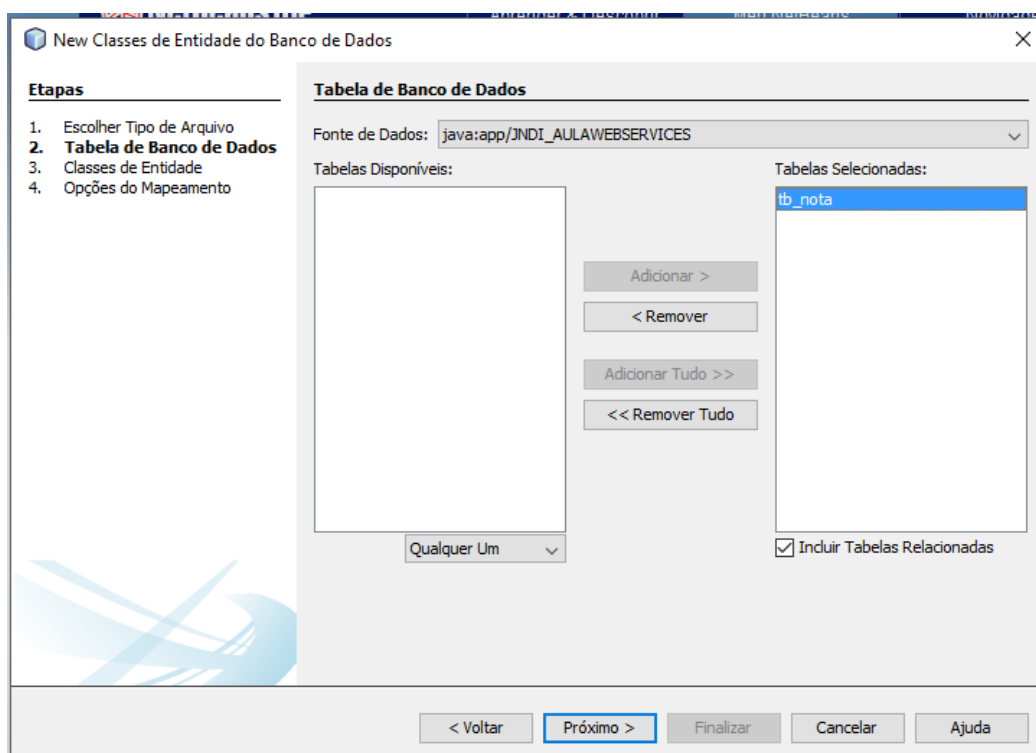 New Classes de Entidade do Banco de Dados
Etapas
1. Escolher Tipo de Arquivo
2. Tabela de Banco de Dados
3. Classes de Entidade
4. Opções do Mapeamento
Tabela de Banco de Dados
Fonte de Dados: java:app/JNDI_AULAWEBSERVICES
Tabelas Disponíveis:
Tabelas Selecionadas:
tb_nota
Adicionar >
< Remover
Adicionar Tudo >>
<< Remover Tudo
Qualquer Um
Incluir Tabelas Relacionadas
< Voltar
Próximo >
Finalizar
Cancelar
Ajuda